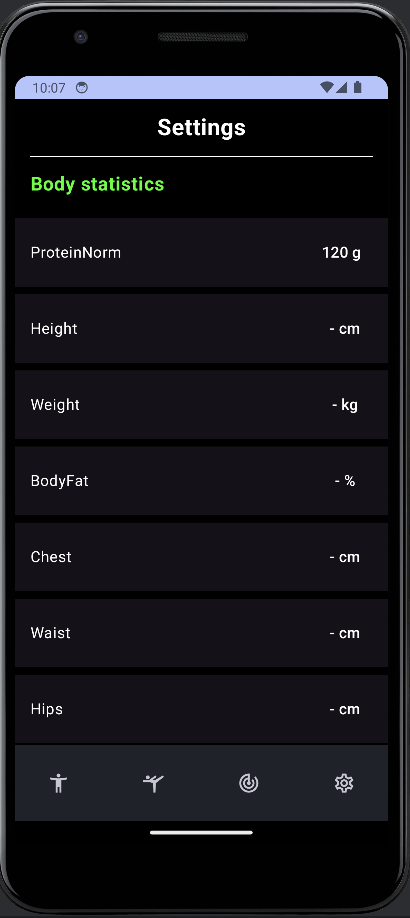 10:07
Settings
Body statistics
ProteinNorm 120 g
Height - cm
Weight - kg
BodyFat - %
Chest - cm
Waist - cm
Hips - cm